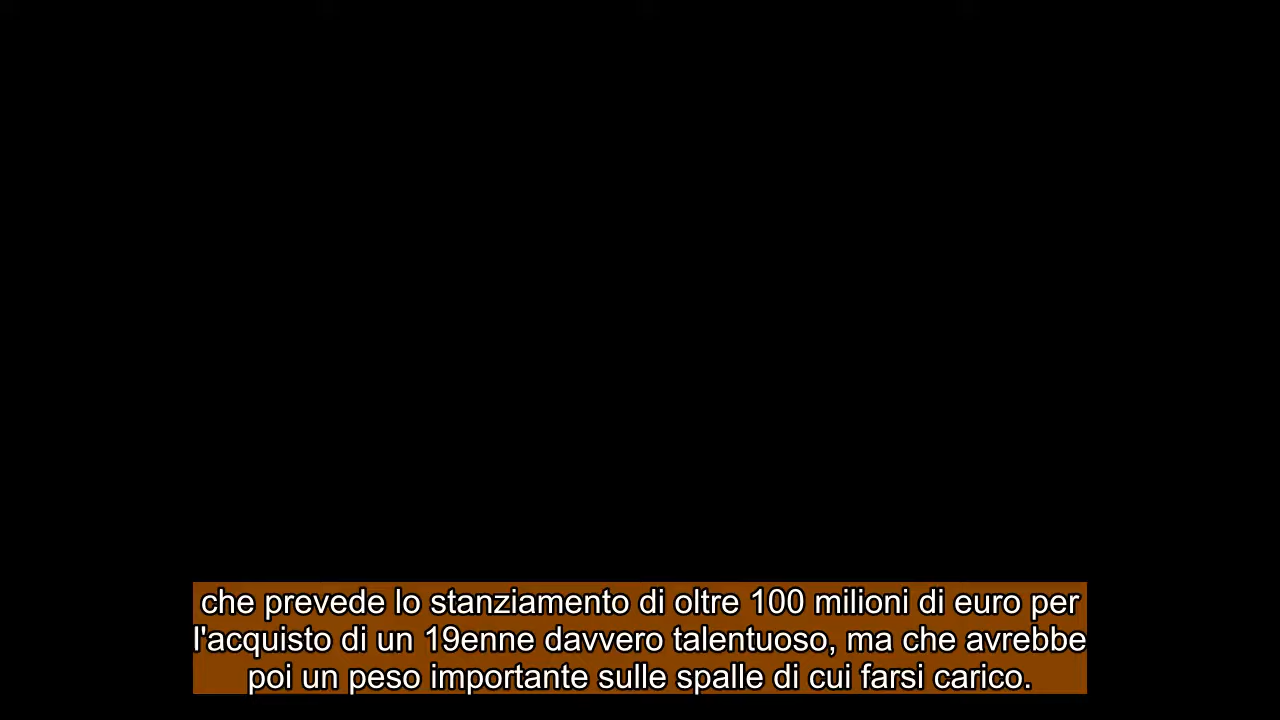 che prevede lo stanziamento di oltre 100 milioni di euro per
l'acquisto di un 19enne davvero talentuoso, ma che avrebbe
poi un peso importante sulle spalle di cui farsi carico.